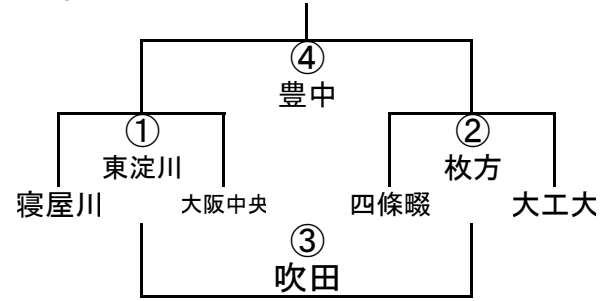 ④
豊中
①
②
東淀川
枚方
寝屋川
大阪中央
四條畷
大工大
③
吹田